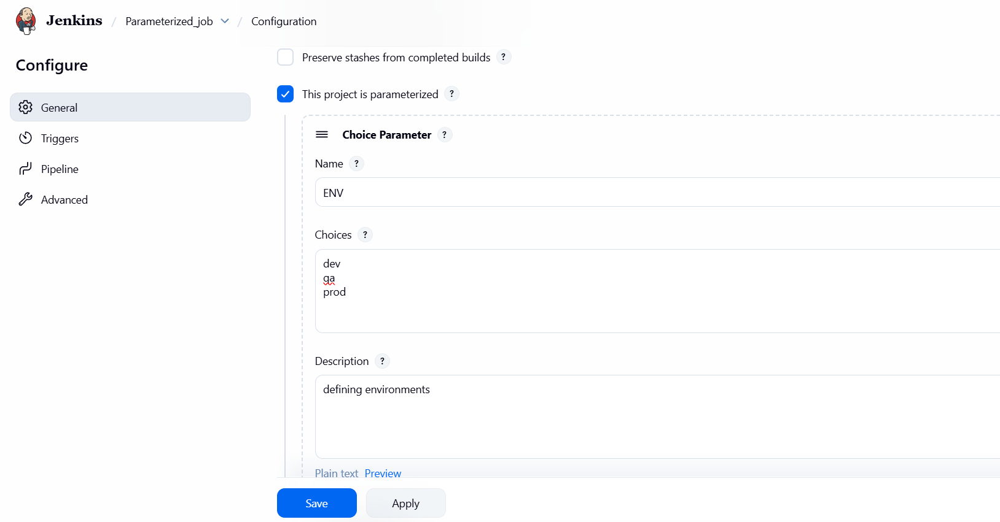 Jenkins / Parameterized_job / Configuration
Configure
General
Triggers
Pipeline
Advanced
Preserve stashes from completed builds ?
This project is parameterized ?
Choice Parameter ?
Name ?
ENV
Choices ?
dev
qa
prod
Description ?
defining environments
Plain text Preview
Save Apply